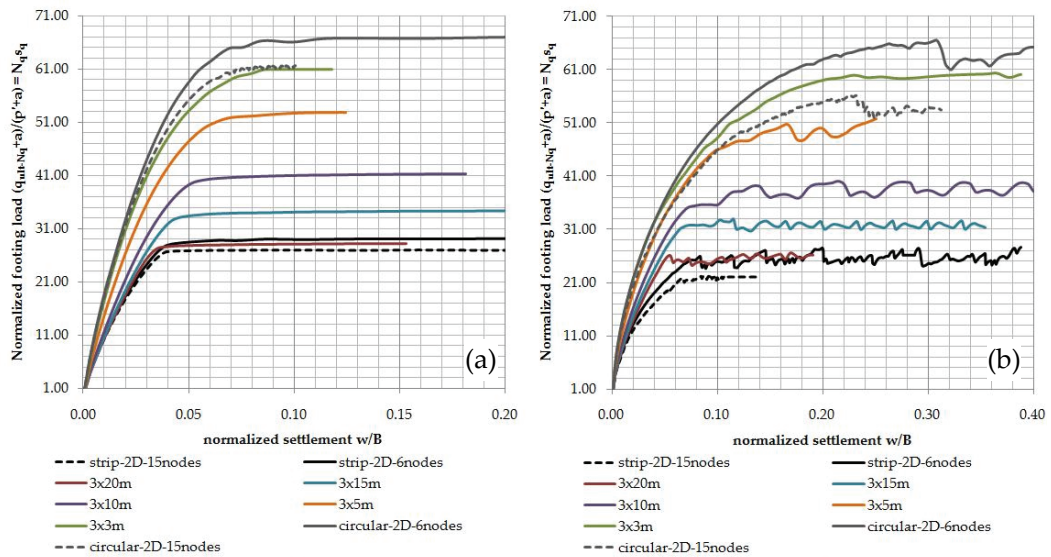 71.00
61.00
51.00
41.00
31.00
21.00
11.00
1.00
Normalized footing load (qult-Nq+a)/(p'+a) = Nqsq
0.00 0.05 0.10 0.15 0.20
normalized settlement w/B
(a)
strip-2D-15nodes strip-2D-6nodes
3x20m 3x15m
3x10m 3x5m
3x3m circular-2D-6nodes
circular-2D-15nodes
71.00
61.00
51.00
41.00
31.00
21.00
11.00
1.00
Normalized footing load (qult-Nq+a)/(p'+a) = Nqsq
0.00 0.10 0.20 0.30 0.40
normalized settlement w/B
(b)
strip-2D-15nodes strip-2D-6nodes
3x20m 3x15m
3x10m 3x5m
3x3m circular-2D-6nodes
circular-2D-15nodes